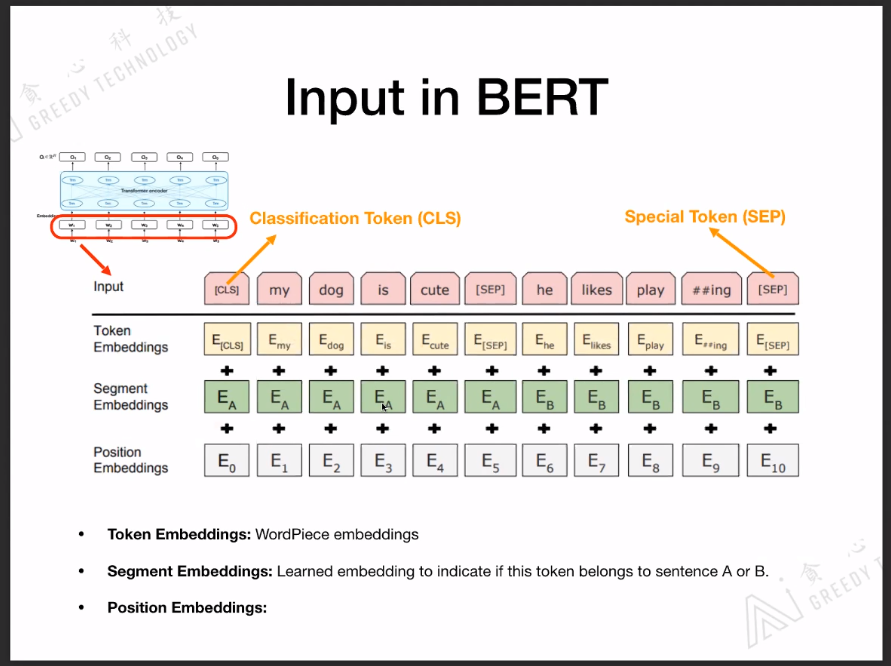 贪心科技
GREEDY TECHNOLOGY
Input in BERT
Transformer encoder
Classification Token (CLS)
Special Token (SEP)
Input [CLS] my dog is cute [SEP] he likes play ##ing [SEP]
Token Embeddings E[CLS] Emy Edog Eis Ecute E[SEP] Ehe Elikes Eplay E##ing E[SEP]
+ + + + + + + + + + +
Segment Embeddings EA EA EA EA EA EA EB EB EB EB EB
+ + + + + + + + + + +
Position Embeddings E0 E1 E2 E3 E4 E5 E6 E7 E8 E9 E10
• Token Embeddings: WordPiece embeddings
• Segment Embeddings: Learned embedding to indicate if this token belongs to sentence A or B.
• Position Embeddings:
贪心
GREEDY